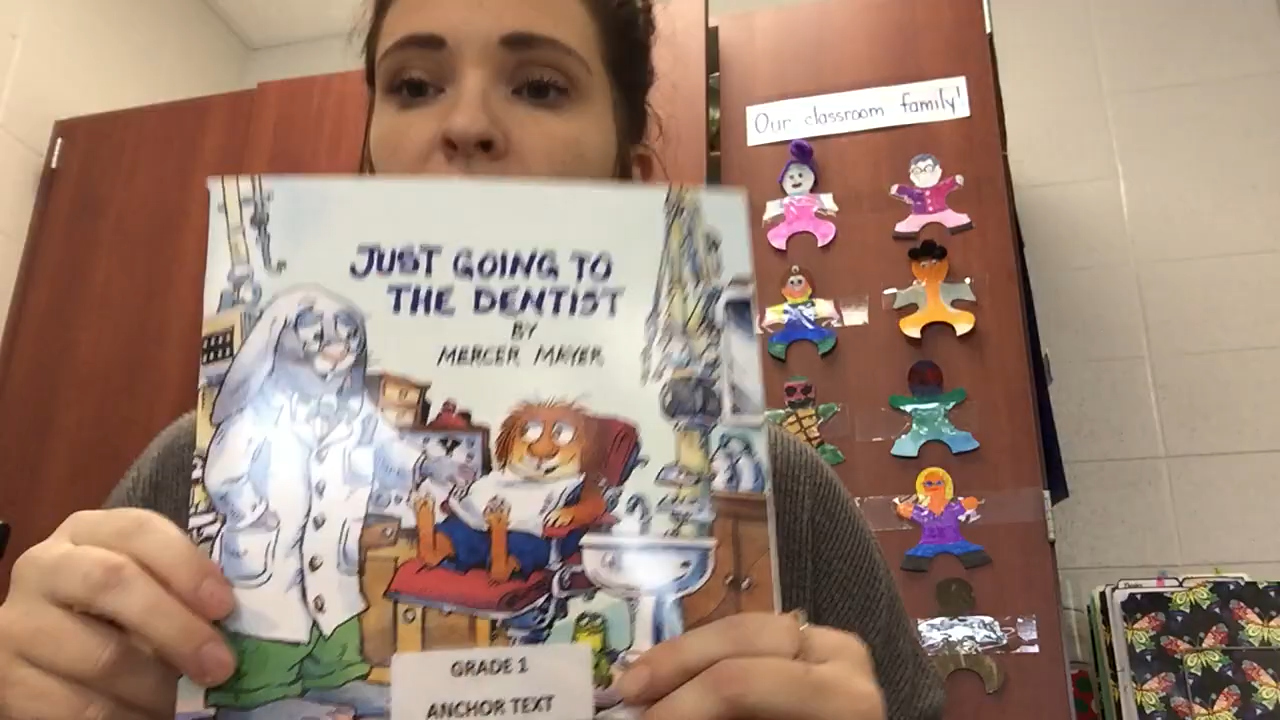 Our classroom family!
JUST GOING TO
THE DENTIST
BY
MERCER MAYER
GRADE 1
ANCHOR TEXT